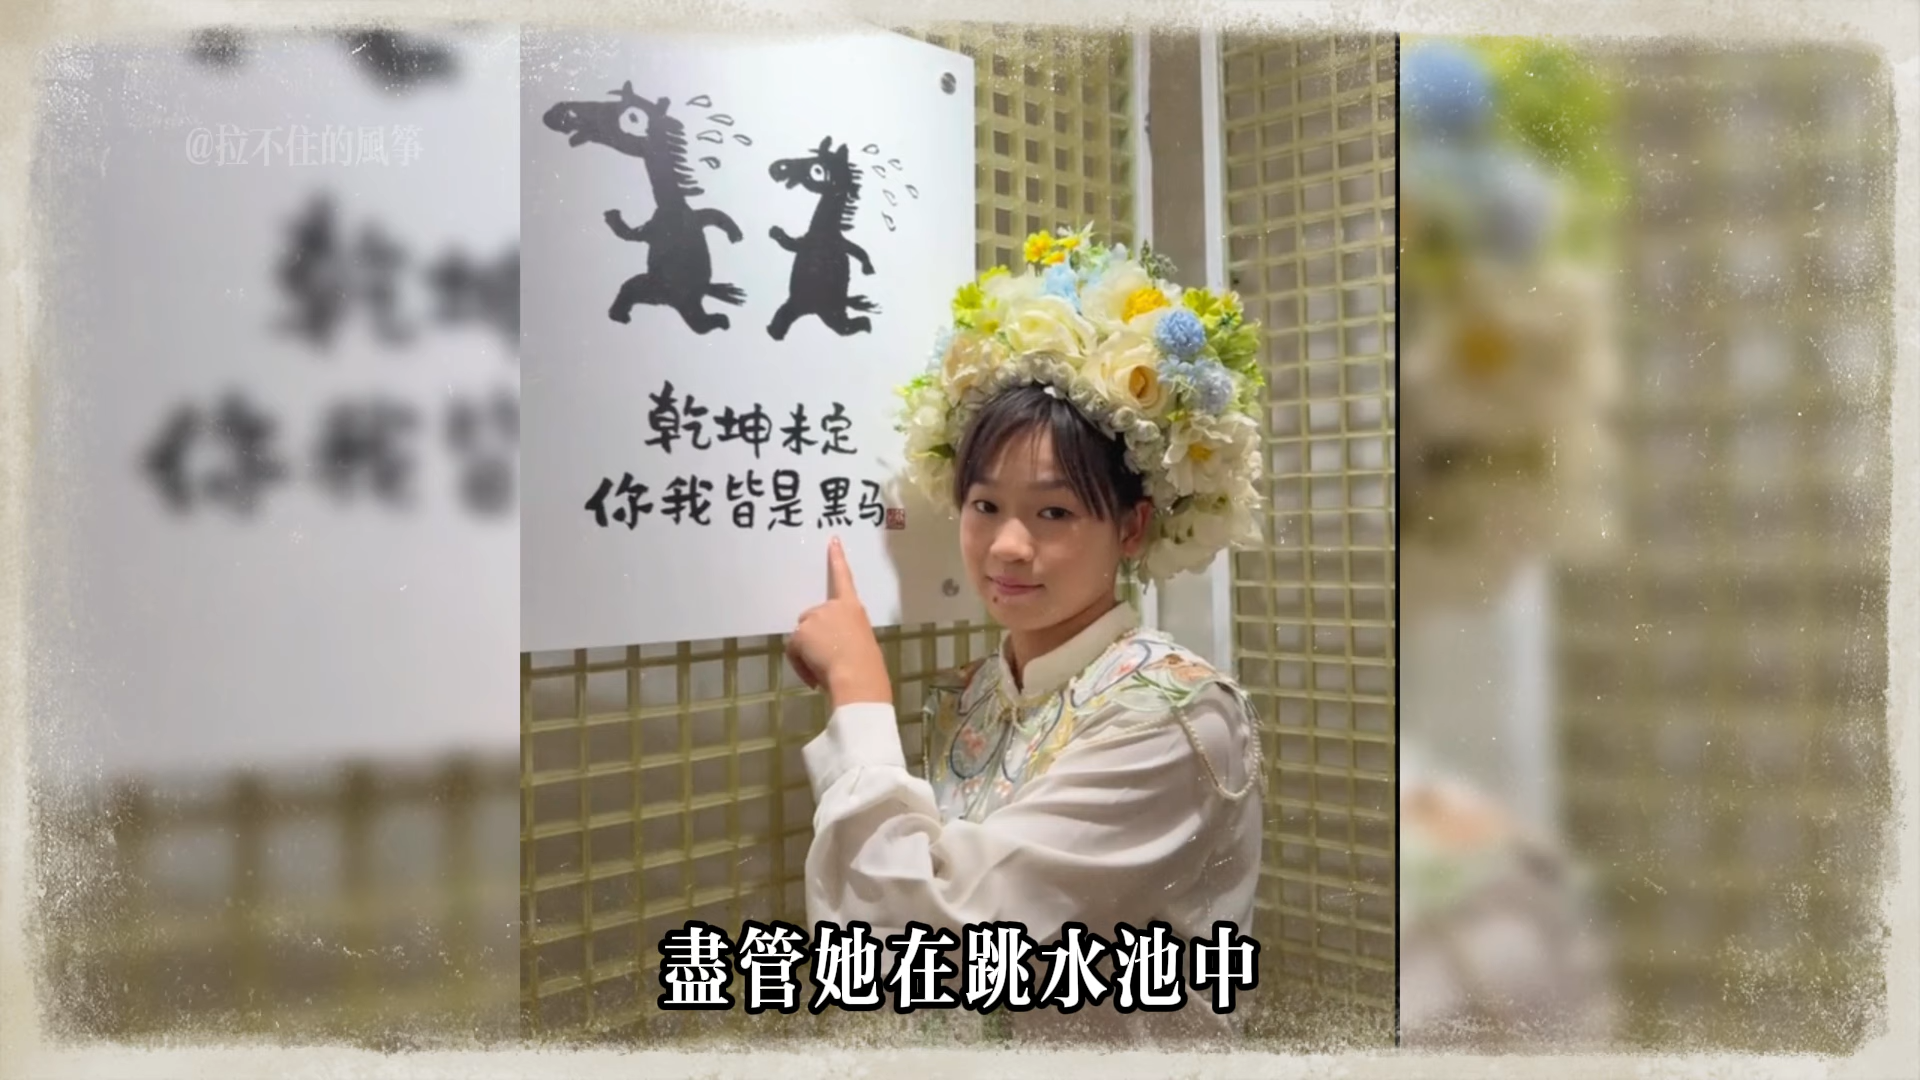 @拉不住的風筝
乾坤未定
你我皆是黑马
盡管她在跳水池中